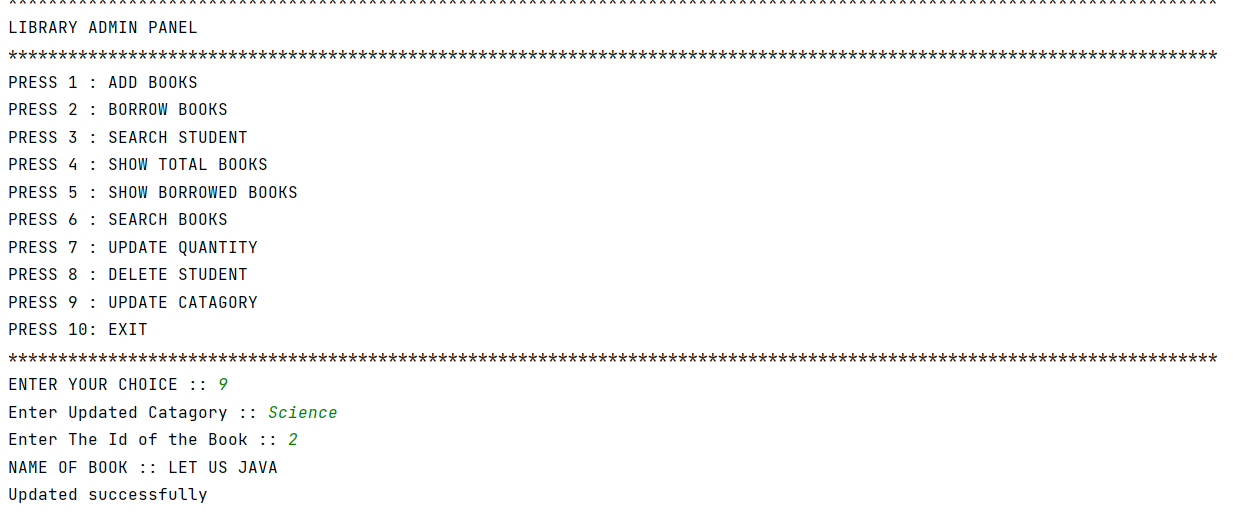 LIBRARY ADMIN PANEL
*************************************************************************************************************************
PRESS 1 : ADD BOOKS
PRESS 2 : BORROW BOOKS
PRESS 3 : SEARCH STUDENT
PRESS 4 : SHOW TOTAL BOOKS
PRESS 5 : SHOW BORROWED BOOKS
PRESS 6 : SEARCH BOOKS
PRESS 7 : UPDATE QUANTITY
PRESS 8 : DELETE STUDENT
PRESS 9 : UPDATE CATAGORY
PRESS 10: EXIT
*************************************************************************************************************************
ENTER YOUR CHOICE :: 9
Enter Updated Catagory :: Science
Enter The Id of the Book :: 2
NAME OF BOOK :: LET US JAVA
Updated successfully